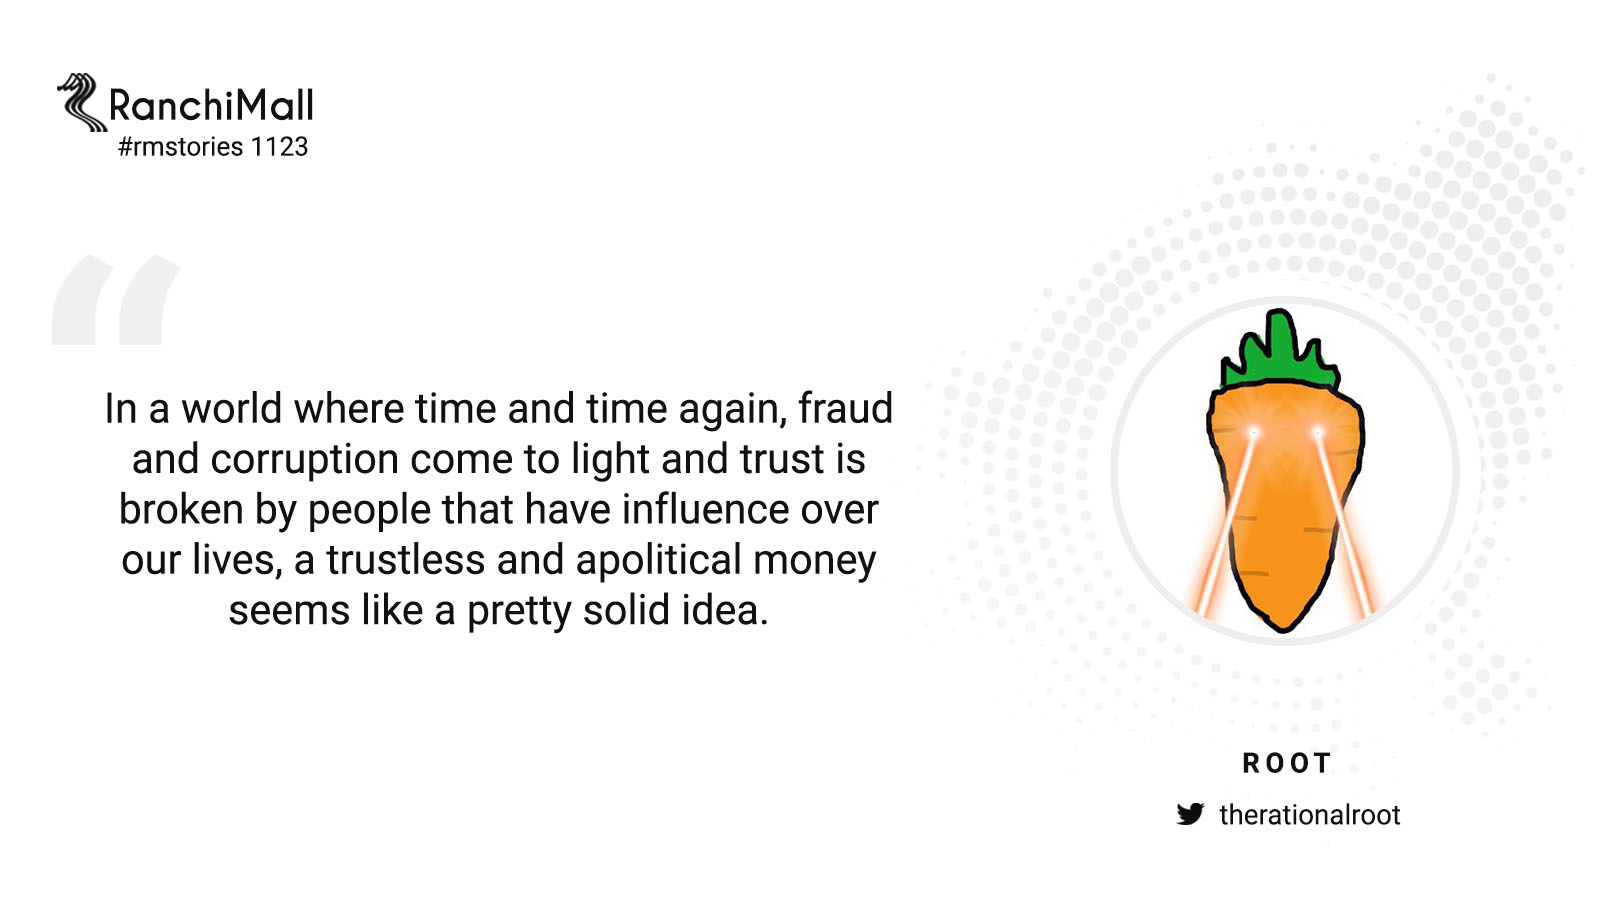 RanchiMall
#rmstories 1123
“
In a world where time and time again, fraud
and corruption come to light and trust is
broken by people that have influence over
our lives, a trustless and apolitical money
seems like a pretty solid idea.
ROOT
therationalroot